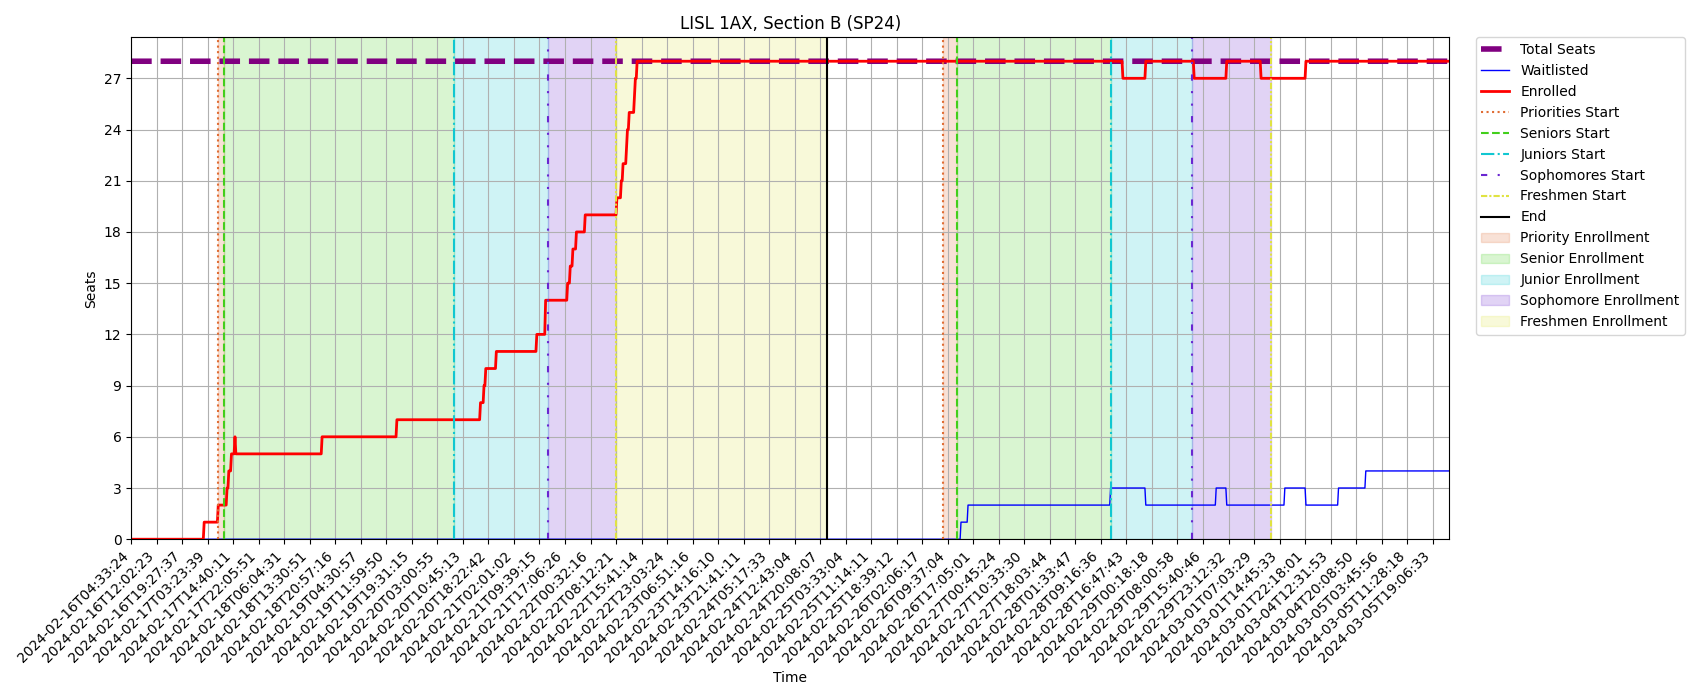 LISL 1AX, Section B (SP24)
Total Seats
Waitlisted
Enrolled
Priorities Start
Seniors Start
Juniors Start
Sophomores Start
Freshmen Start
End
Priority Enrollment
Senior Enrollment
Junior Enrollment
Sophomore Enrollment
Freshmen Enrollment
Seats
27
24
21
18
15
12
9
6
3
0
2024-02-16T04:33:24
2024-02-16T12:02:23
2024-02-16T19:27:37
2024-02-17T03:23:39
2024-02-17T14:40:11
2024-02-17T22:05:51
2024-02-18T06:04:31
2024-02-18T13:30:51
2024-02-18T20:57:16
2024-02-19T04:30:57
2024-02-19T11:59:50
2024-02-19T19:31:15
2024-02-20T03:00:55
2024-02-20T10:45:13
2024-02-20T18:22:42
2024-02-21T02:01:02
2024-02-21T09:39:15
2024-02-21T17:06:26
2024-02-22T00:32:16
2024-02-22T08:12:21
2024-02-22T15:41:14
2024-02-22T23:03:24
2024-02-23T06:51:16
2024-02-23T14:16:10
2024-02-23T21:41:11
2024-02-24T05:17:33
2024-02-24T12:43:04
2024-02-24T20:08:07
2024-02-25T03:33:04
2024-02-25T11:14:11
2024-02-25T18:39:12
2024-02-26T02:06:17
2024-02-26T09:37:04
2024-02-26T17:05:01
2024-02-27T00:45:24
2024-02-27T10:33:30
2024-02-27T18:03:44
2024-02-28T01:33:47
2024-02-28T09:16:36
2024-02-28T16:47:43
2024-02-29T00:18:18
2024-02-29T08:00:58
2024-02-29T15:40:46
2024-02-29T23:12:32
2024-03-01T07:03:29
2024-03-01T14:45:33
2024-03-01T22:18:01
2024-03-04T12:31:53
2024-03-04T20:08:50
2024-03-05T03:45:56
2024-03-05T11:28:18
2024-03-05T19:06:33
Time